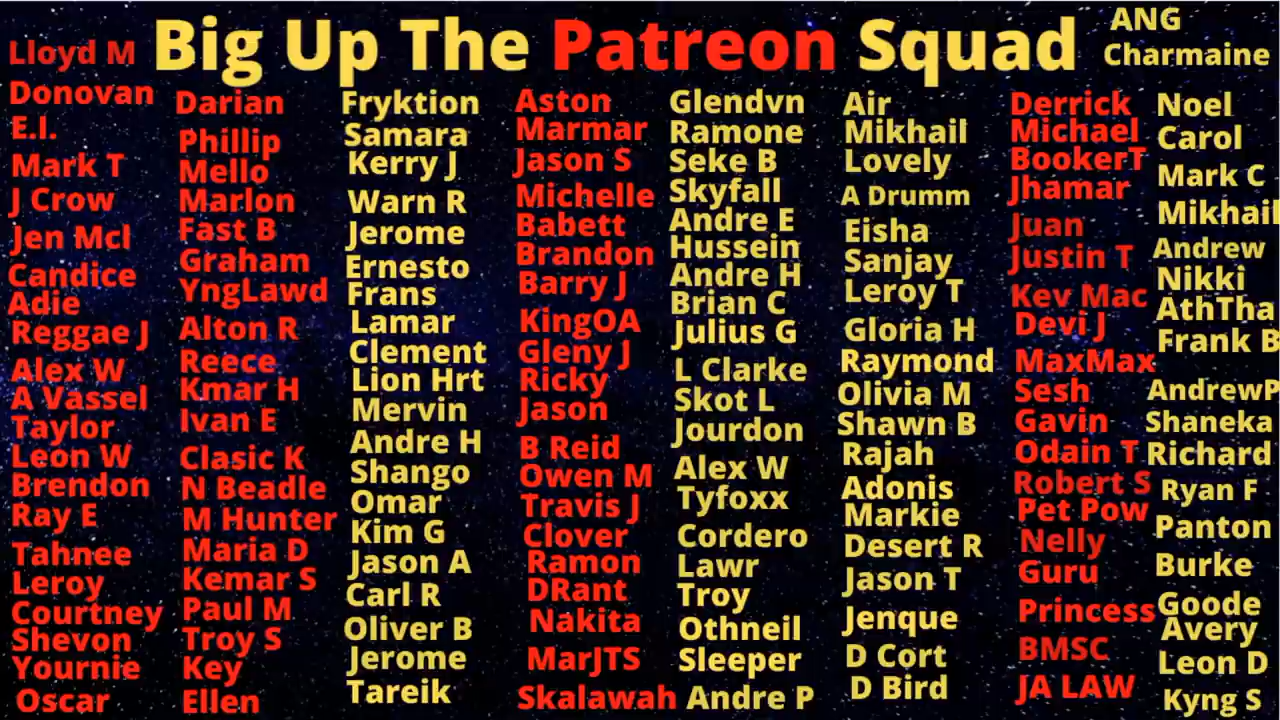 Big Up The Patreon Squad
ANG
Charmaine
Lloyd M
Donovan
E.I.
Mark T
J Crow
Jen Mcl
Candice
Adie
Reggae J
Alex W
A Vassel
Taylor
Leon W
Brendon
Ray E
Tahnee
Leroy
Courtney
Shevon
Yournie
Oscar
Darian
Phillip
Mello
Marlon
Fast B
Graham
YngLawd
Alton R
Reece
Kmar H
Ivan E
Clasic K
N Beadle
M Hunter
Maria D
Kemar S
Paul M
Troy S
Key
Ellen
Fryktion
Samara
Kerry J
Warn R
Jerome
Ernesto
Frans
Lamar
Clement
Lion Hrt
Mervin
Andre H
Shango
Omar
Kim G
Jason A
Carl R
Oliver B
Jerome
Tareik
Aston
Marmar
Jason S
Michelle
Babett
Brandon
Barry J
KingOA
Gleny J
Ricky
Jason
B Reid
Owen M
Travis J
Clover
Ramon
DRant
Nakita
MarJTS
Skalawah
Glendvn
Ramone
Seke B
Skyfall
Andre E
Hussein
Andre H
Brian C
Julius G
L Clarke
Skot L
Jourdon
Alex W
Tyfoxx
Cordero
Lawr
Troy
Othneil
Sleeper
Andre P
Air
Mikhail
Lovely
A Drumm
Eisha
Sanjay
Leroy T
Gloria H
Raymond
Olivia M
Shawn B
Rajah
Adonis
Markie
Desert R
Jason T
Jenque
D Cort
D Bird
Derrick
Michael
BookerT
Jhamar
Juan
Justin T
Kev Mac
Devi J
MaxMax
Sesh
Gavin
Odain T
Robert S
Pet Pow
Nelly
Guru
Princess
BMSC
JA LAW
Noel
Carol
Mark C
Mikhail
Andrew
Nikki
AthTha
Frank B
AndrewP
Shaneka
Richard
Ryan F
Panton
Burke
Goode
Avery
Leon D
Kyng S